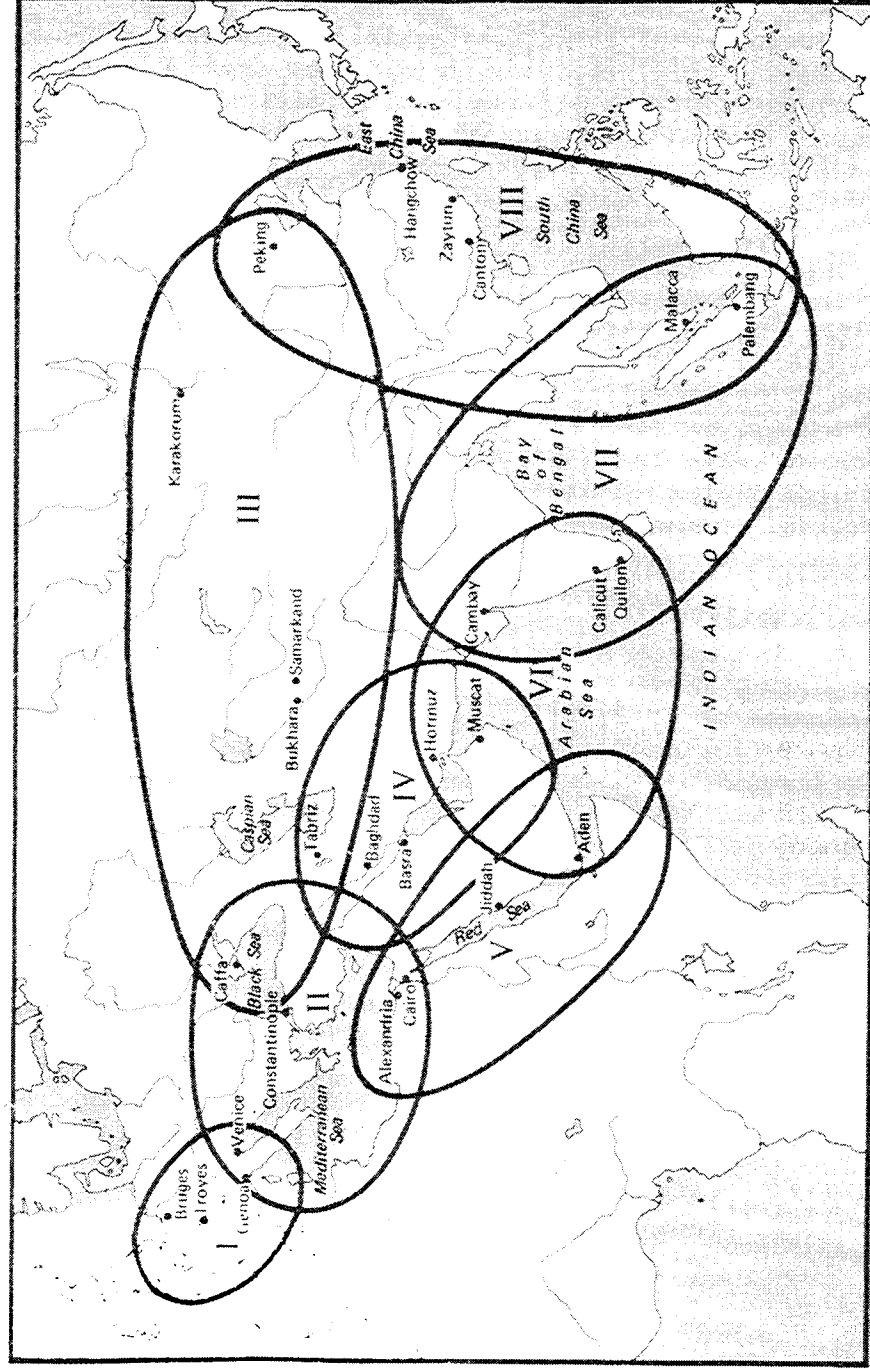 Bruges
Troyes
Genoa
I
Venice
Mediterranean
Sea
Constantinople
Caffa
Black Sea
II
Alexandria
Cairo
Red
Sea
Jiddah
V
Aden
Caspian
Sea
Tabriz
Baghdad
Basra
IV
Hormuz
Muscat
VI
Arabian
Sea
Bukhara
Samarkand
III
Karakorum
Cambay
Calicut
Quilon
Bay
of
Bengal
VII
INDIAN OCEAN
Peking
Hangchow
East
China
Sea
Zaytun
Canton
VIII
South
China
Sea
Malacca
Palembang